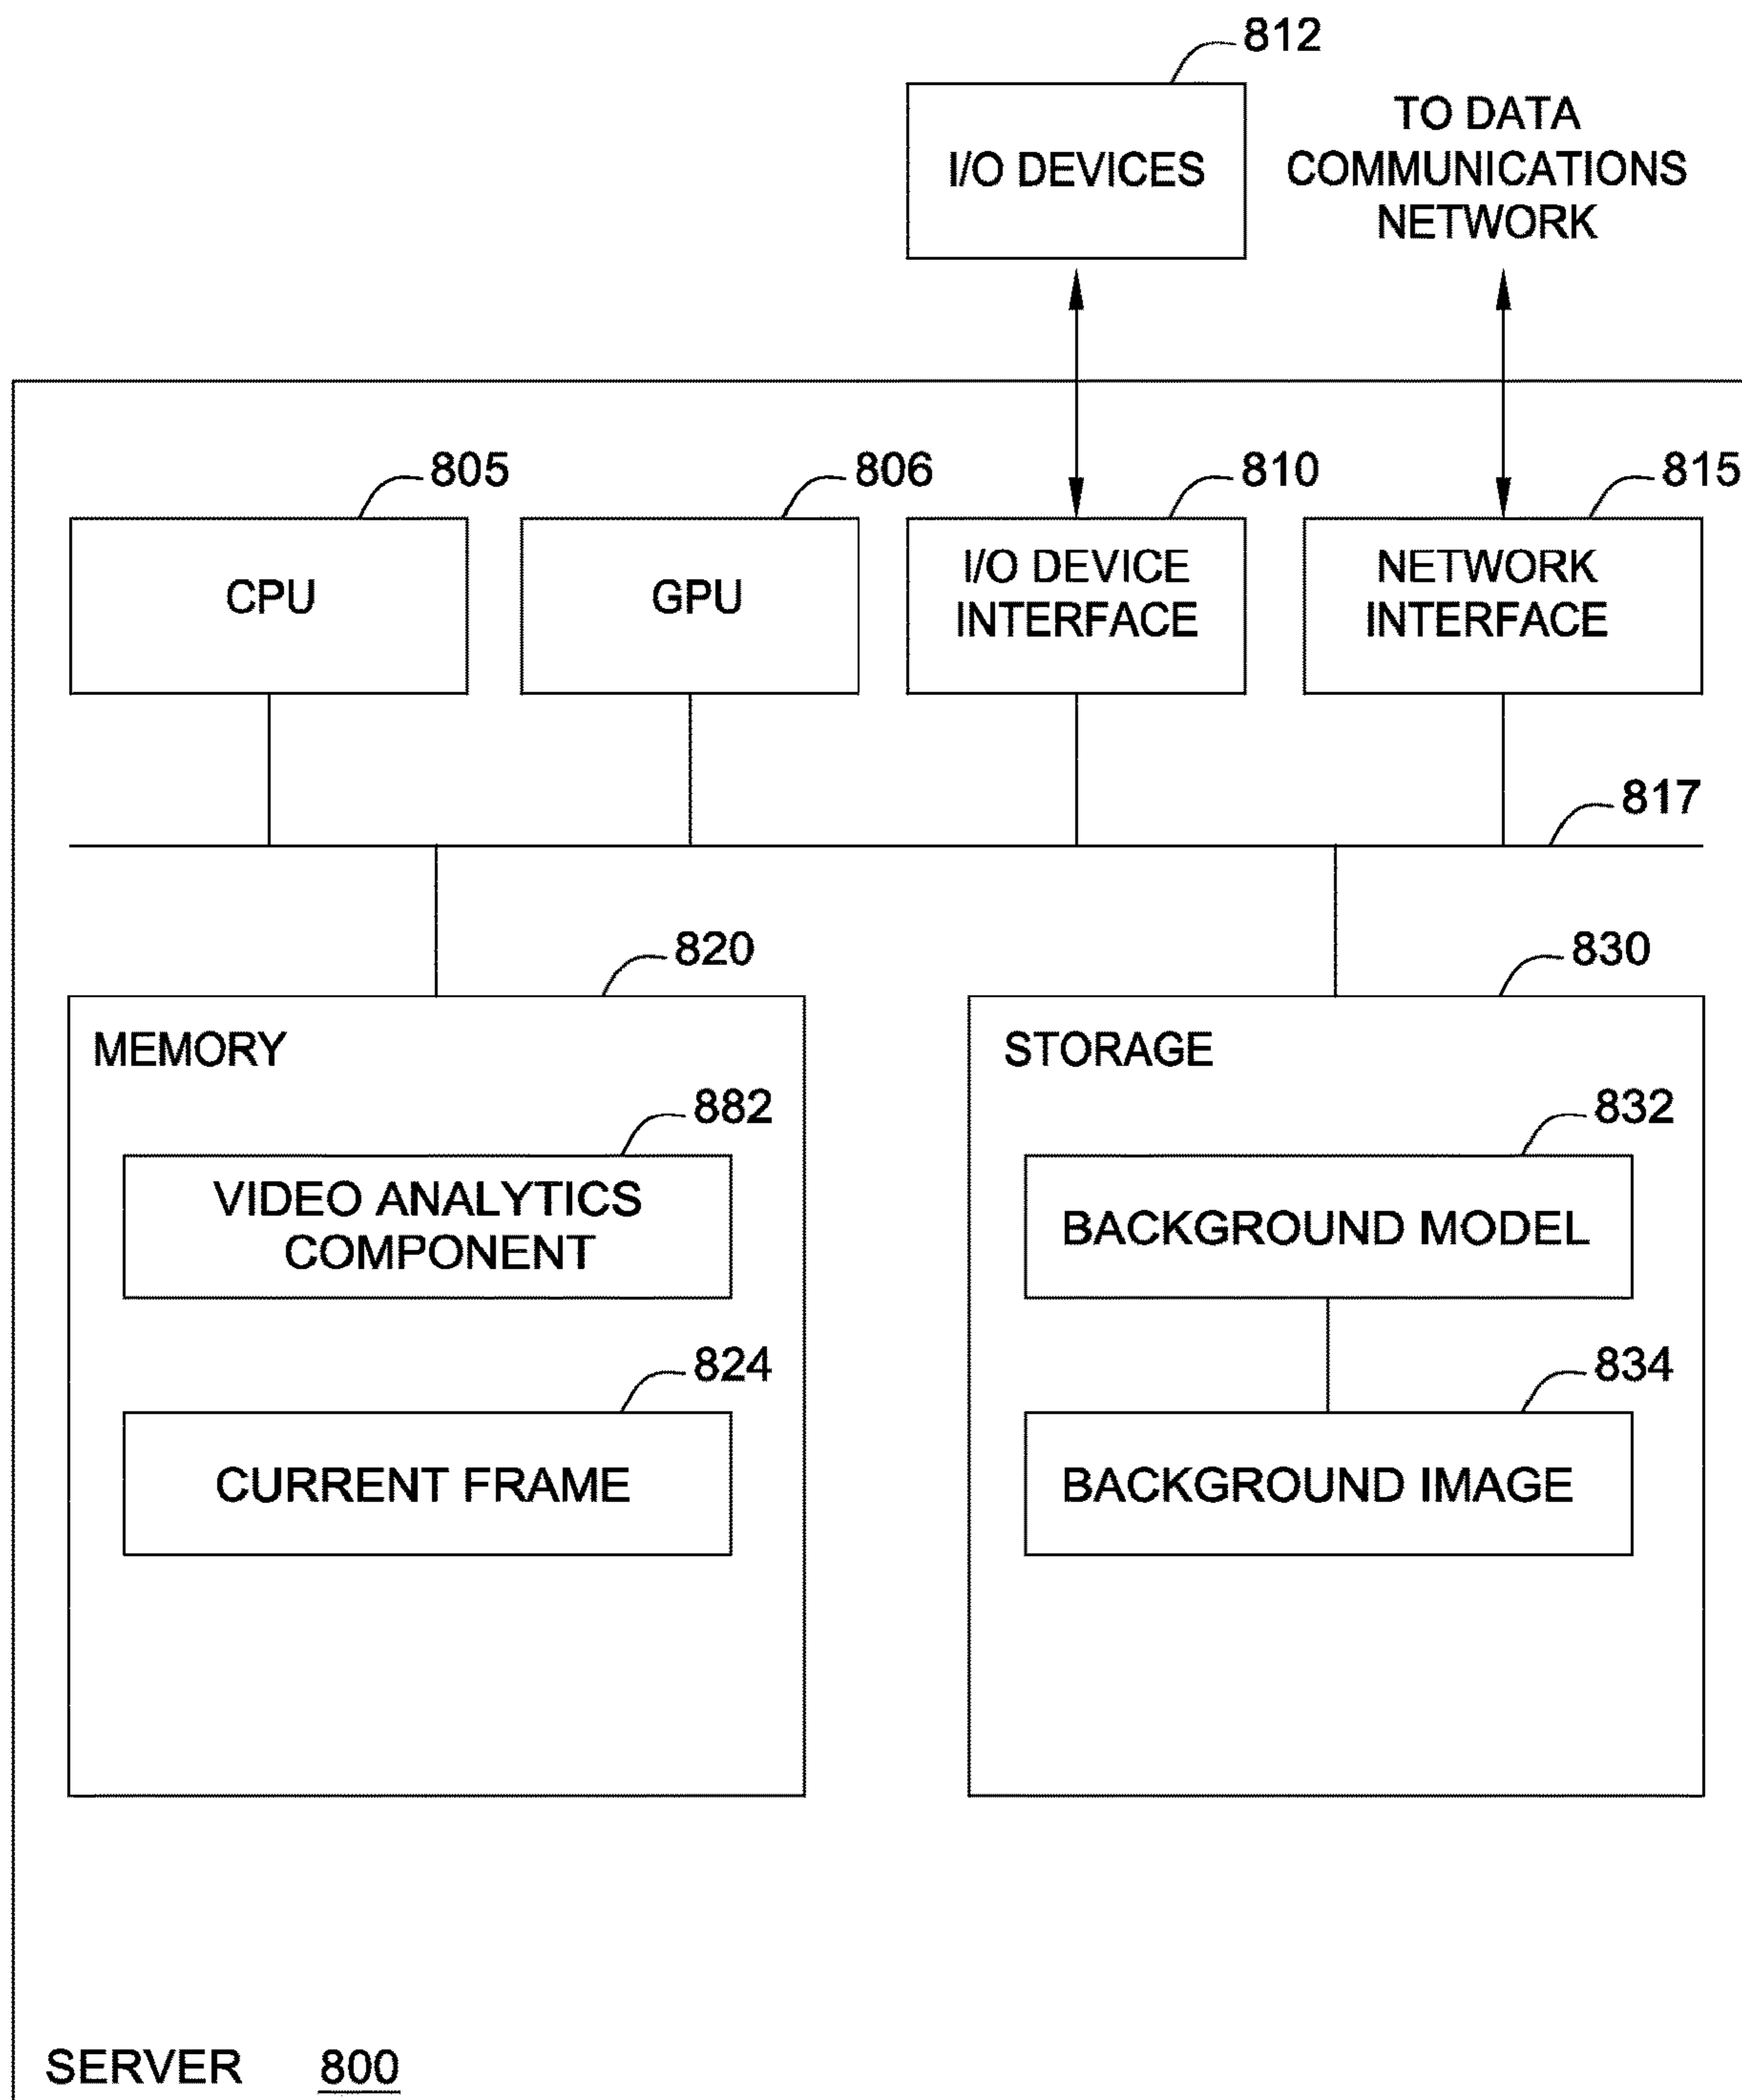 812
I/O DEVICES
TO DATA
COMMUNICATIONS
NETWORK
805
806
810
815
CPU
GPU
I/O DEVICE
INTERFACE
NETWORK
INTERFACE
817
820
830
MEMORY
STORAGE
882
832
VIDEO ANALYTICS
COMPONENT
BACKGROUND MODEL
824
834
CURRENT FRAME
BACKGROUND IMAGE
SERVER 800